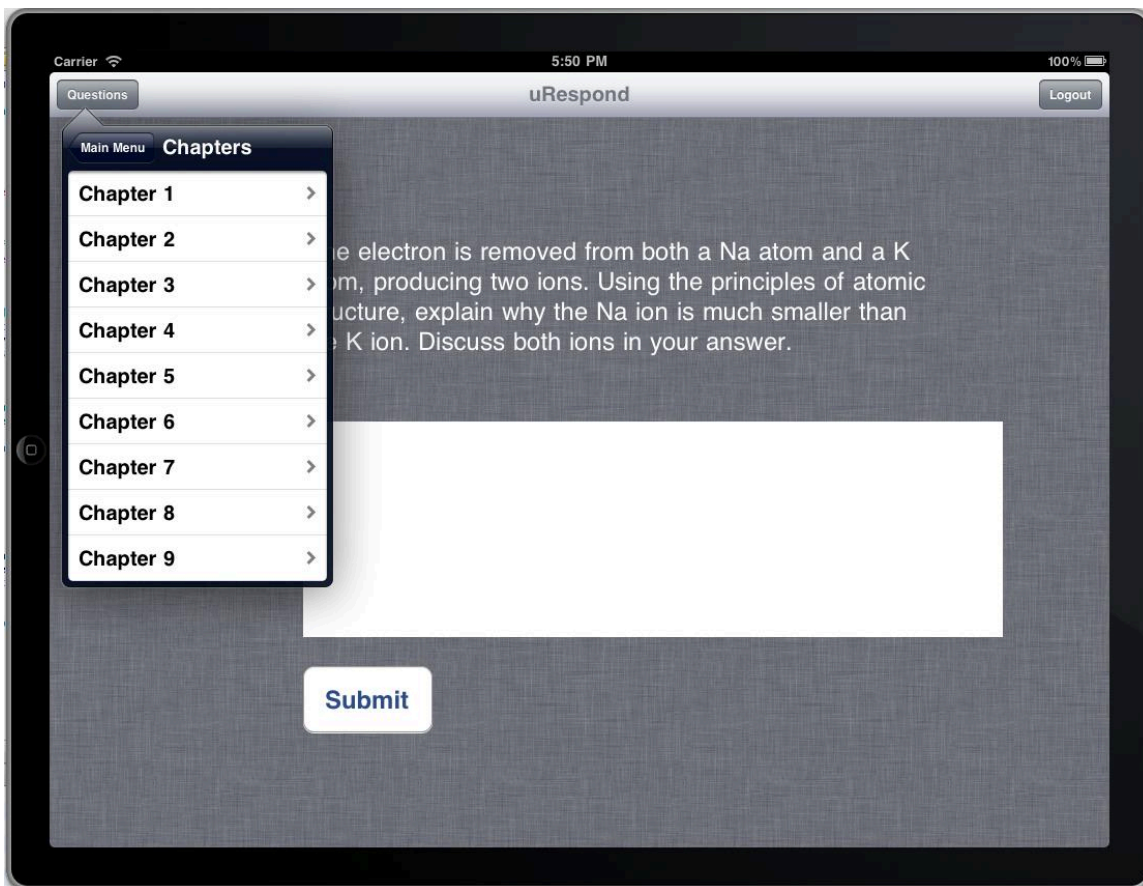 Carrier
5:50 PM
100%
Questions
uRespond
Logout
Main Menu
Chapters
Chapter 1
Chapter 2
Chapter 3
Chapter 4
Chapter 5
Chapter 6
Chapter 7
Chapter 8
Chapter 9
electron is removed from both a Na atom and a K
producing two ions. Using the principles of atomic
explain why the Na ion is much smaller than
K ion. Discuss both ions in your answer.
Submit